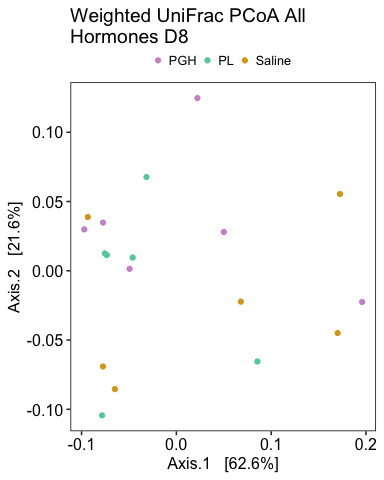 Weighted UniFrac PCoA All
Hormones D8
PGH PL Saline
0.10
0.05
0.00
-0.05
-0.10
Axis.2 [21.6%]
-0.1 0.0 0.1 0.2
Axis.1 [62.6%]